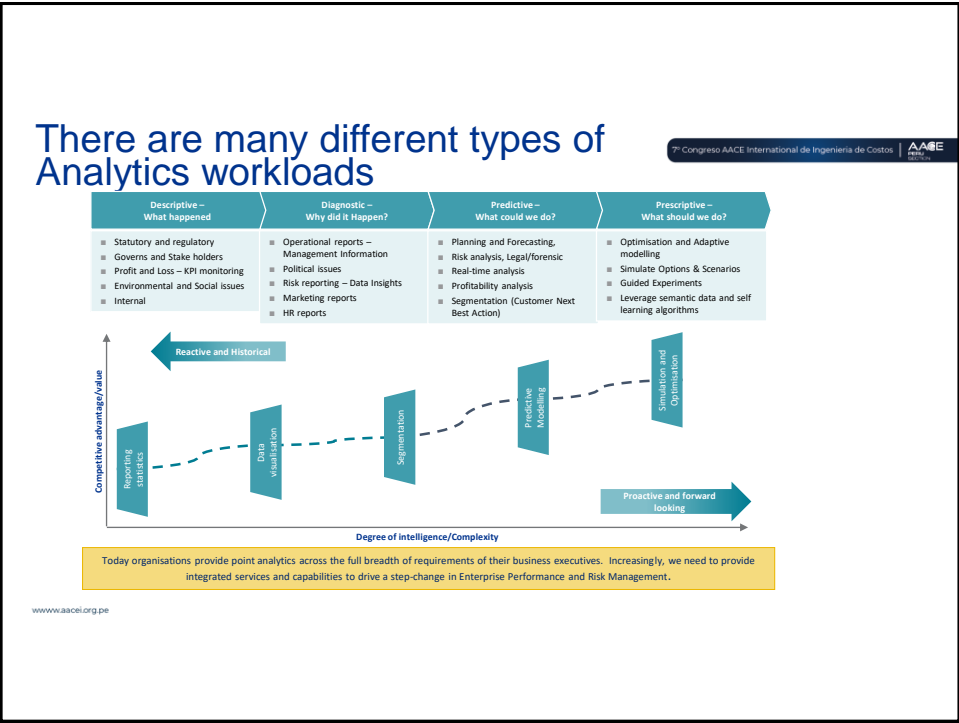 There are many different types of
Analytics workloads
7° Congreso AACE International de Ingeniería de Costos
AACE
PERU
SECTION
Descriptive –
What happened
Diagnostic –
Why did it Happen?
Predictive –
What could we do?
Prescriptive –
What should we do?
Statutory and regulatory
Governs and Stake holders
Profit and Loss – KPI monitoring
Environmental and Social issues
Internal
Operational reports –
Management Information
Political issues
Risk reporting – Data Insights
Marketing reports
HR reports
Planning and Forecasting,
Risk analysis, Legal/forensic
Real-time analysis
Profitability analysis
Segmentation (Customer Next
Best Action)
Optimisation and Adaptive
modelling
Simulate Options & Scenarios
Guided Experiments
Leverage semantic data and self
learning algorithms
Reactive and Historical
Competitive advantage/value
Reporting
statistics
Data
visualisation
Segmentation
Predictive
Modelling
Simulation and
Optimisation
Proactive and forward
looking
Degree of intelligence/Complexity
Today organisations provide point analytics across the full breadth of requirements of their business executives. Increasingly, we need to provide
integrated services and capabilities to drive a step-change in Enterprise Performance and Risk Management.
wwww.aacei.org.pe